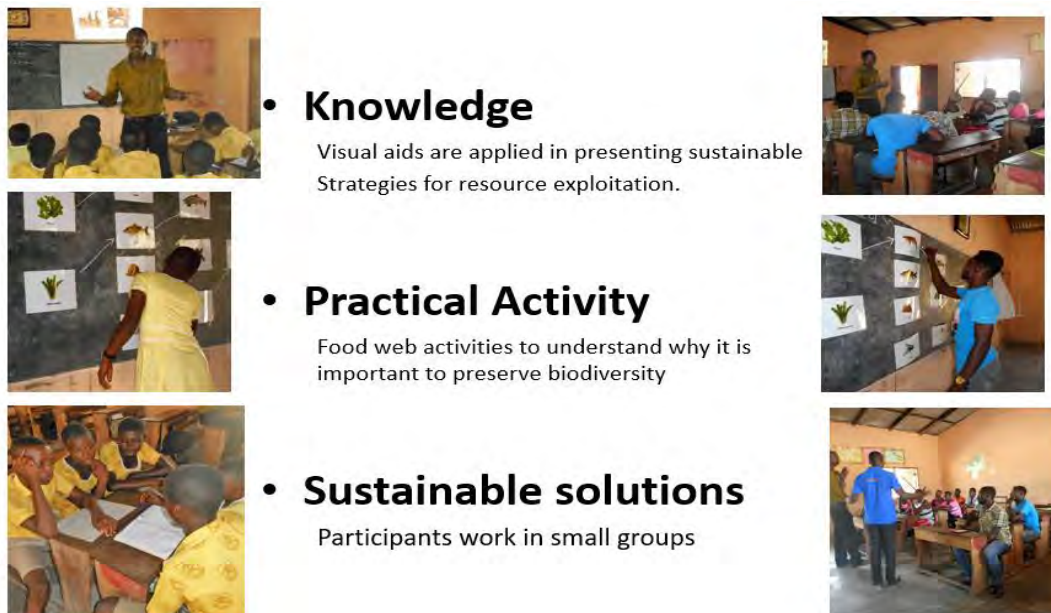 • Knowledge
Visual aids are applied in presenting sustainable
Strategies for resource exploitation.
• Practical Activity
Food web activities to understand why it is
important to preserve biodiversity
• Sustainable solutions
Participants work in small groups